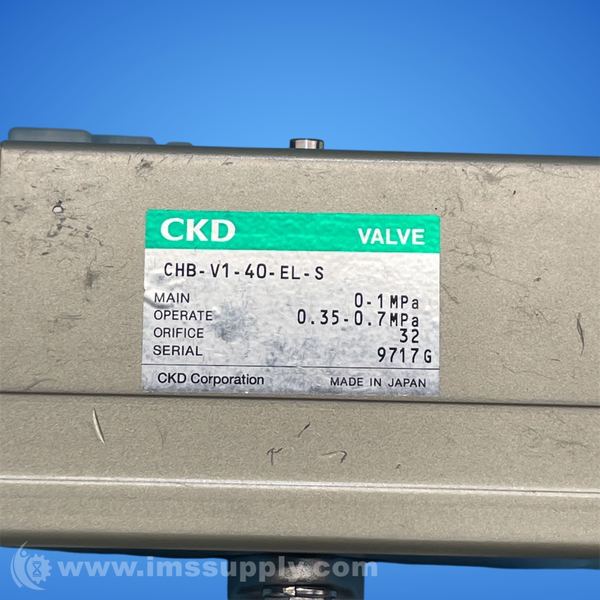 CKD VALVE
CHB-V1-40-EL-S
MAIN 0-1MPa
OPERATE 0.35-0.7MPa
ORIFICE 32
SERIAL 9717G
CKD Corporation MADE IN JAPAN
www.imssupply.com